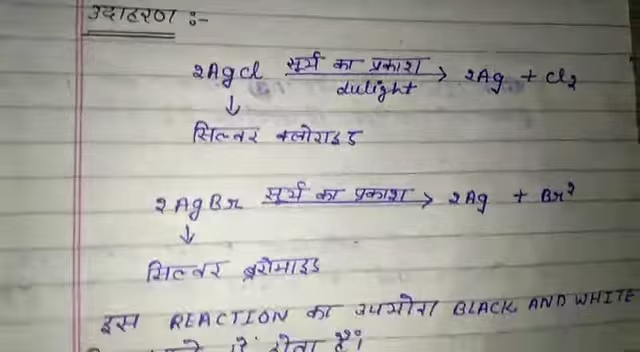 उदाहरण :-
2AgCl सूर्य का प्रकाश → 2Ag + Cl2
dulight
↓
सिल्वर क्लोराइड
2AgBr सूर्य का प्रकाश → 2Ag + Br2
↓
सिल्वर ब्रोमाइड
इस REACTION का उपयोग BLACK AND WHITE
में होता है।